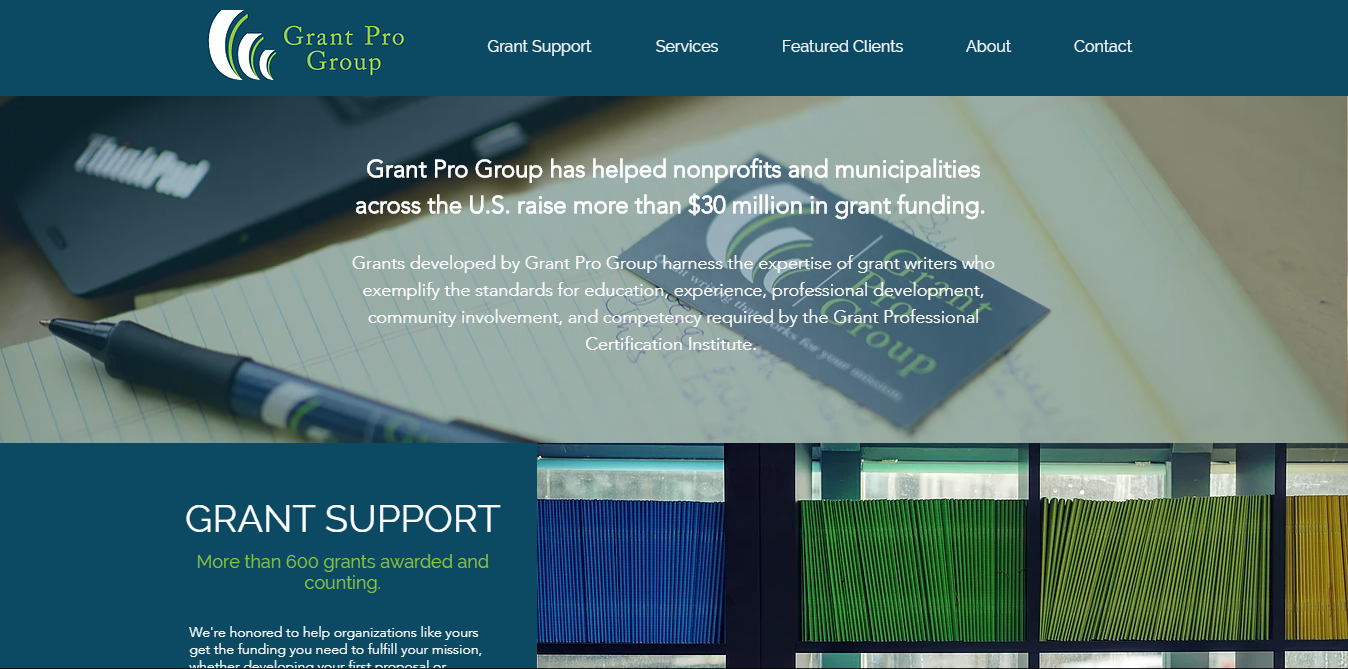 Grant Pro
Group
Grant Support Services Featured Clients About Contact
ThinkPad
Grant Pro Group has helped nonprofits and municipalities
across the U.S. raise more than $30 million in grant funding.
Grants developed by Grant Pro Group harness the expertise of grant writers who
exemplify the standards for education, experience, professional development,
community involvement, and competency required by the Grant Professional
Certification Institute.
Grant
Pro
Group
GRANT SUPPORT
More than 600 grants awarded and
counting.
We're honored to help organizations like yours
get the funding you need to fulfill your mission,
whether developing your first proposal or